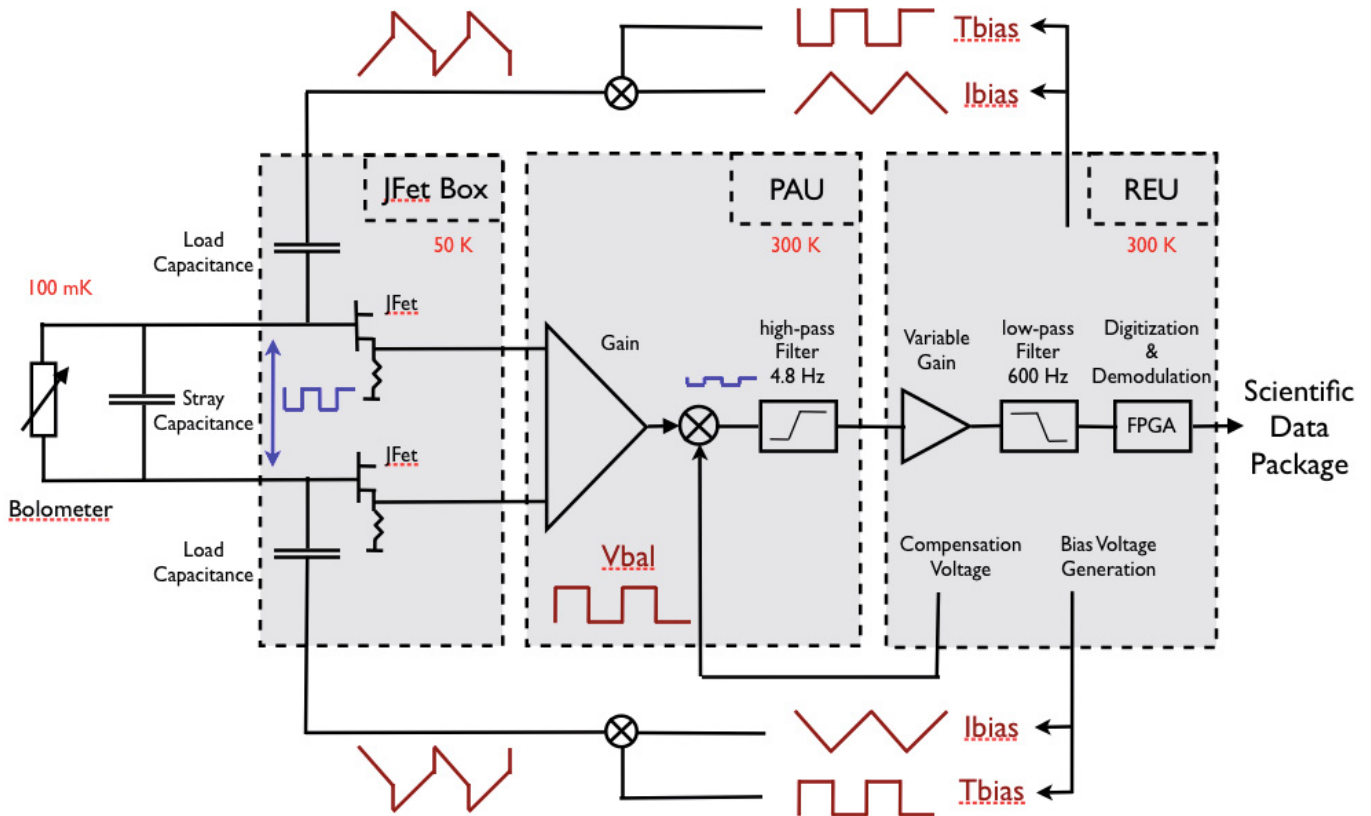 Tbias
Ibias
JFet Box
50 K
PAU
300 K
REU
300 K
Load
Capacitance
100 mK
JFet
Gain
high-pass
Filter
4.8 Hz
Variable
Gain
low-pass
Filter
600 Hz
Digitization
&
Demodulation
Stray
Capacitance
FPGA
Scientific
Data
Package
JFet
Bolometer
Load
Capacitance
Vbal
Compensation
Voltage
Bias Voltage
Generation
Ibias
Tbias